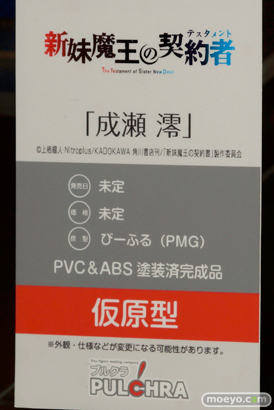 テスタメント
新妹魔王の契約者
The Testament of Sister New Devil
「成瀬 澪」
©上栖綴人・Nitroplus/KADOKAWA 角川書店刊/「新妹魔王の契約者」製作委員会
発売日 未定
価格 未定
原型 びーふる（PMG）
PVC&ABS 塗装済完成品
仮原型
※外観・仕様などが変更になる可能性があります。
The figure making company
プルクラ
PULCHRA
moeyo.com